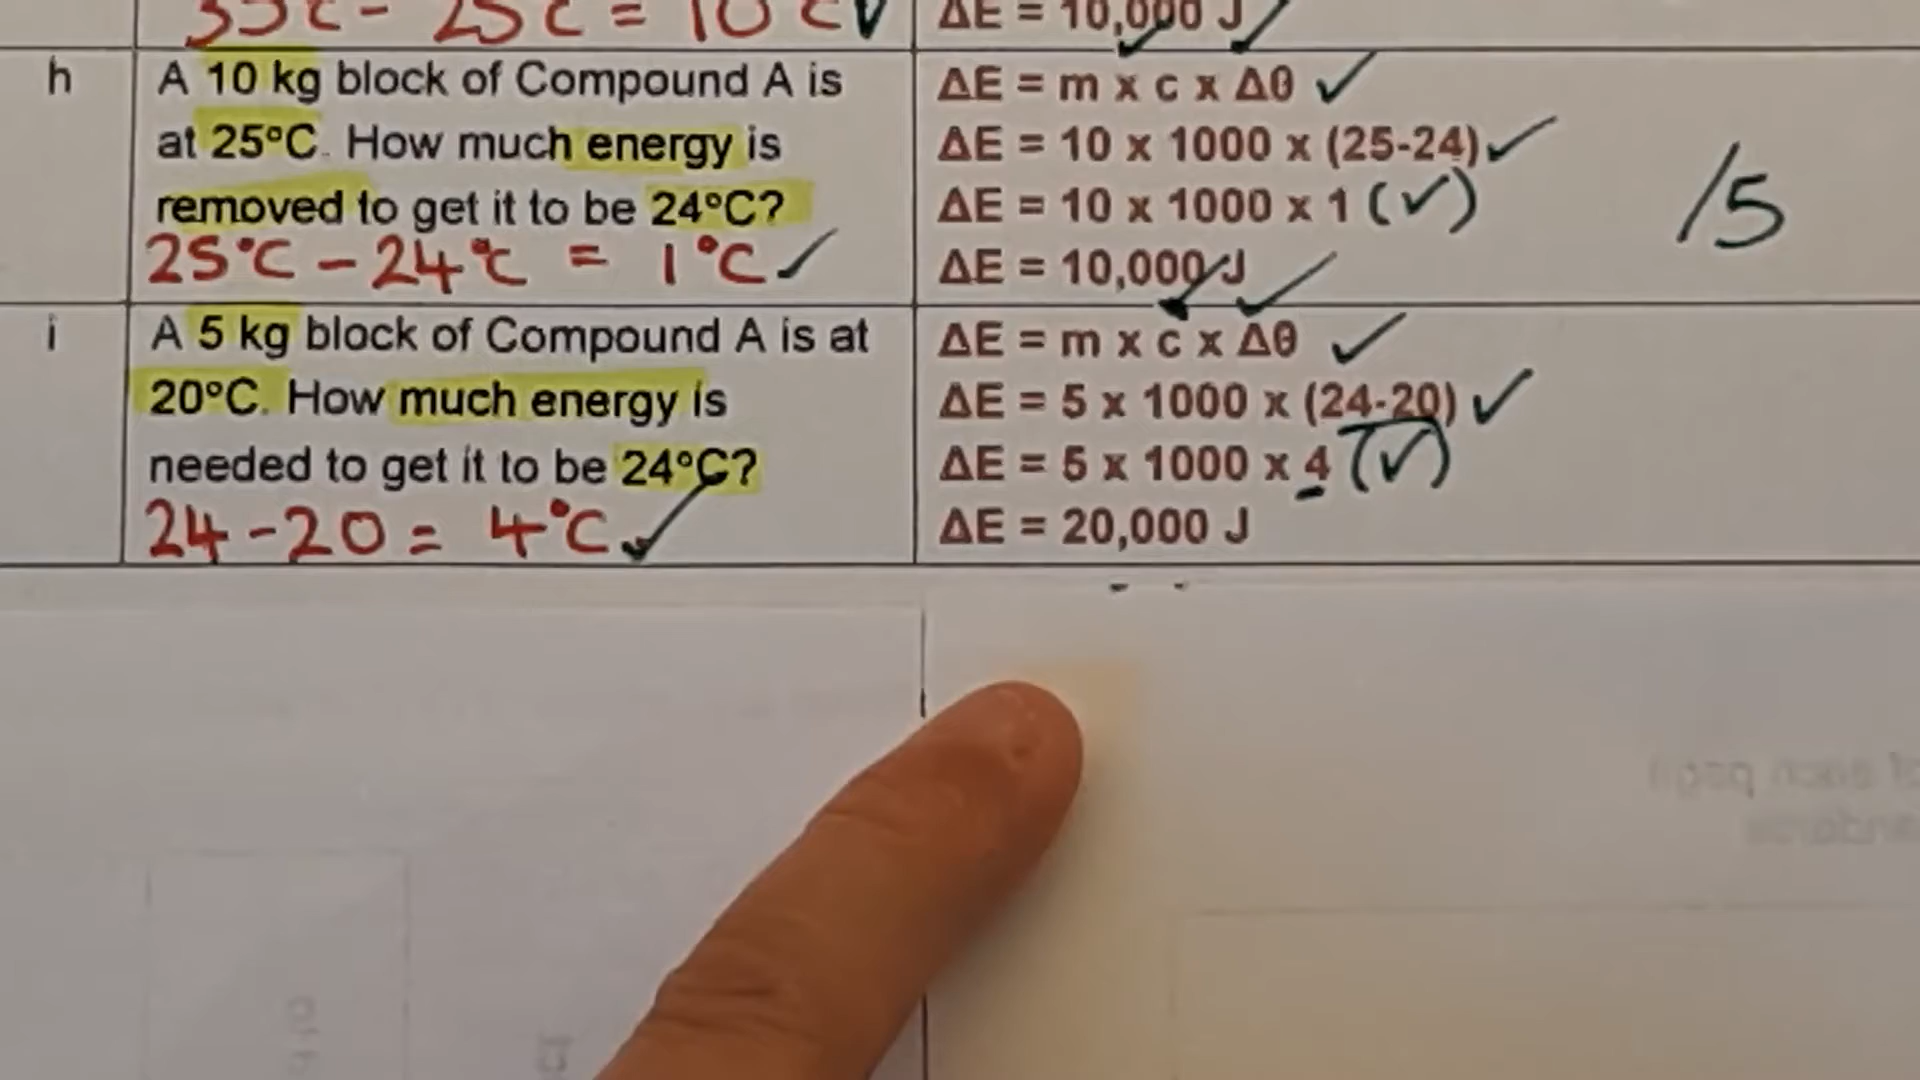 35°C - 25°C = 10°C ✓
ΔE = 10,000 J
h
A 10 kg block of Compound A is
at 25°C. How much energy is
removed to get it to be 24°C?
25°C - 24°C = 1°C ✓
ΔE = m x c x Δθ ✓
ΔE = 10 x 1000 x (25-24) ✓
ΔE = 10 x 1000 x 1 (✓)
ΔE = 10,000 J
/5
i
A 5 kg block of Compound A is at
20°C. How much energy is
needed to get it to be 24°C?
24 - 20 = 4°C ✓
ΔE = m x c x Δθ ✓
ΔE = 5 x 1000 x (24-20) ✓
ΔE = 5 x 1000 x 4 (✓)
ΔE = 20,000 J